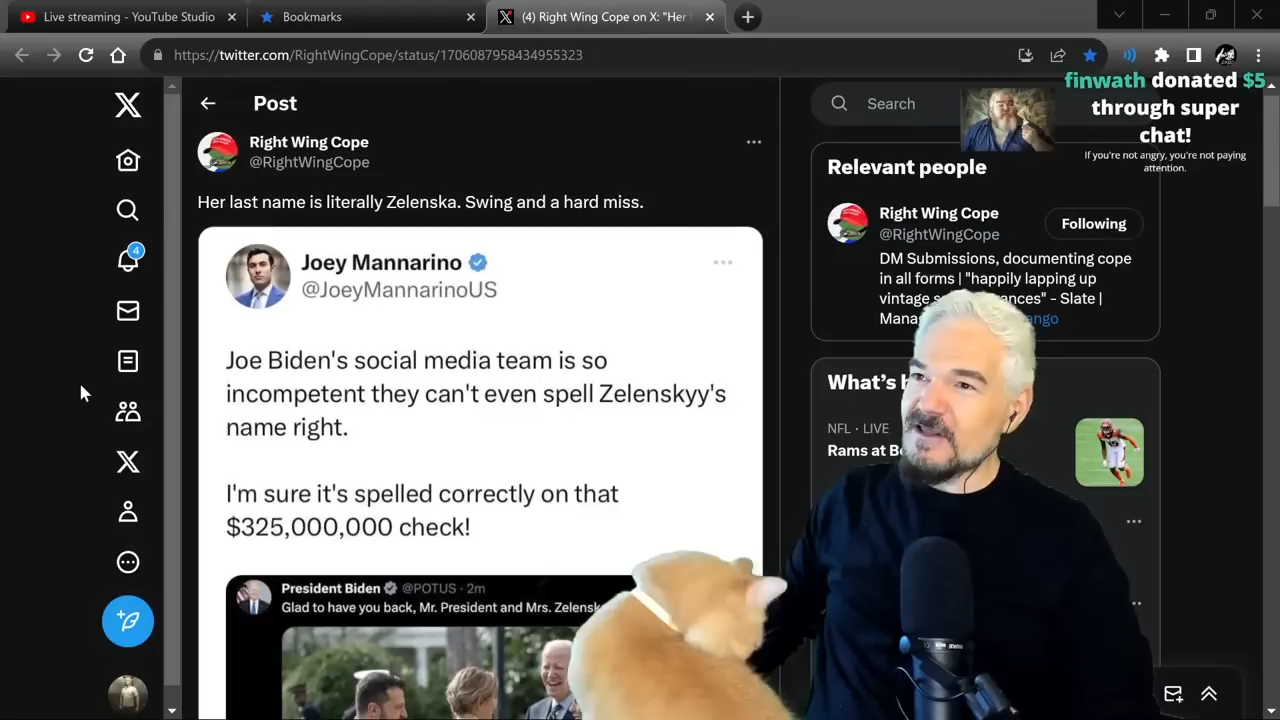 Live streaming - YouTube Studio
Bookmarks
(4) Right Wing Cope on X: "Her
https://twitter.com/RightWingCope/status/1706087958434955323
finwath donated $5
through super
chat!
If you're not angry, you're not paying
attention.
Post
Right Wing Cope
@RightWingCope
Her last name is literally Zelenska. Swing and a hard miss.
Joey Mannarino
@JoeyMannarinoUS
Joe Biden's social media team is so
incompetent they can't even spell Zelenskyy's
name right.
I'm sure it's spelled correctly on that
$325,000,000 check!
President Biden @POTUS · 2m
Glad to have you back, Mr. President and Mrs. Zelensk
4
Search
Relevant people
Right Wing Cope
@RightWingCope
Following
DM Submissions, documenting cope
in all forms | "happily lapping up
vintage s ances" - Slate |
Mana ango
What's
NFL · LIVE
Rams at Be